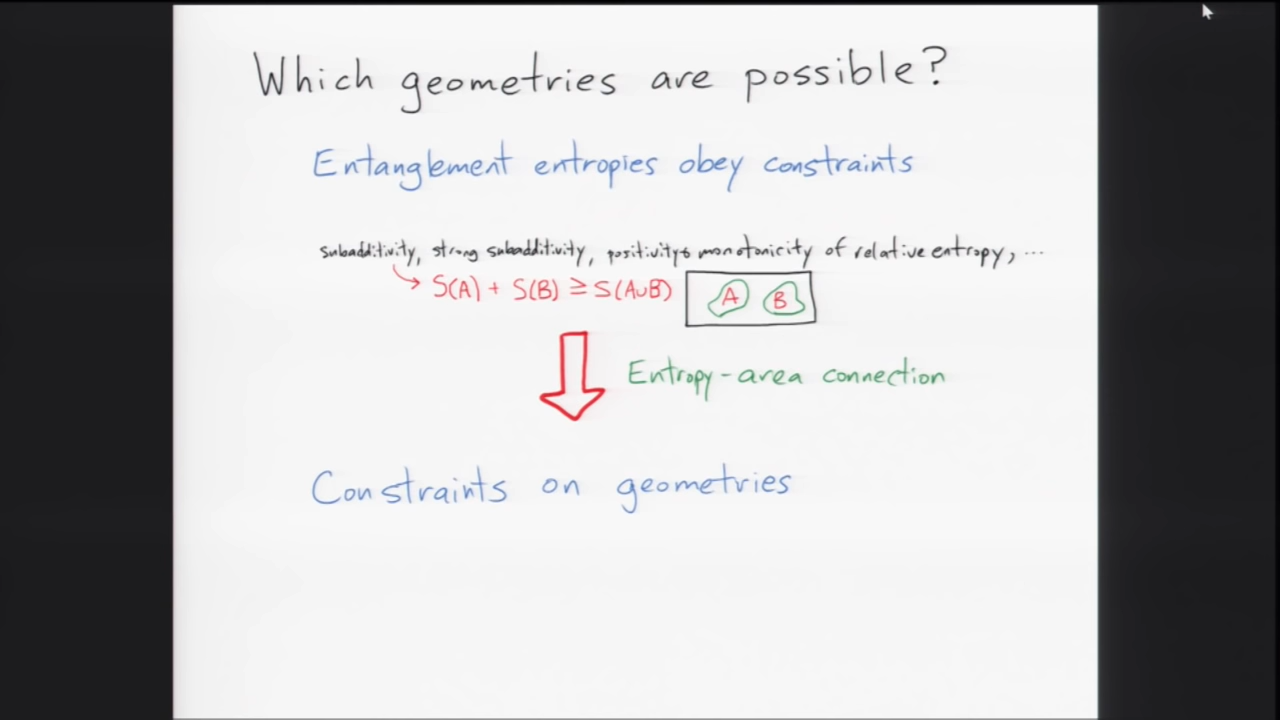 Which geometries are possible?
Entanglement entropies obey constraints
subadditivity, strong subadditivity, positivity & monotonicity of relative entropy, ...
S(A) + S(B) ≥ S(A∪B) A B
Entropy-area connection
Constraints on geometries